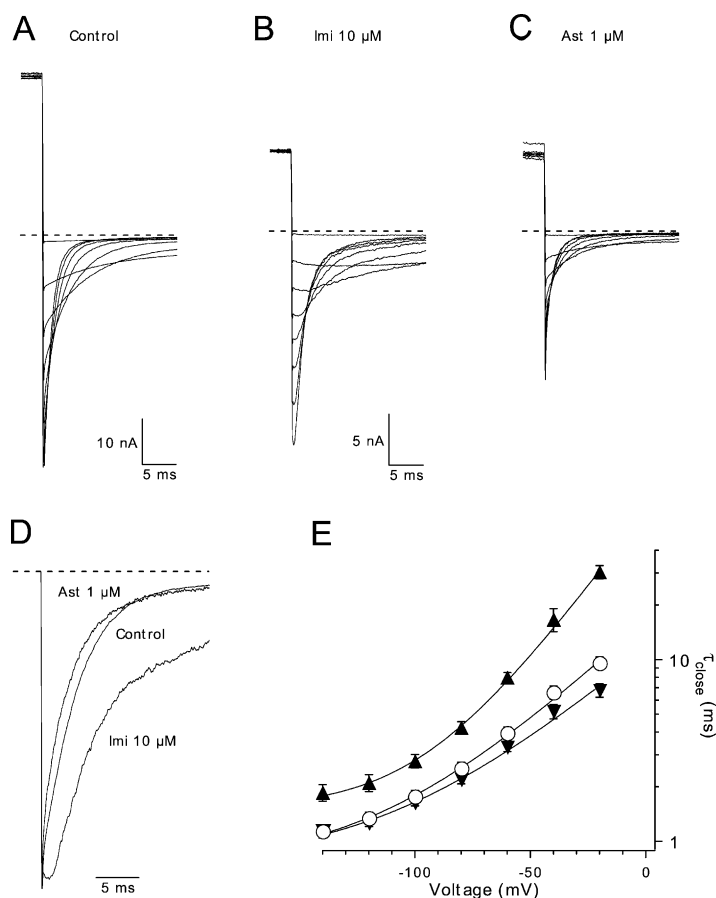 A
Control
B
Imi 10 µM
C
Ast 1 µM
10 nA
5 ms
5 nA
5 ms
D
Ast 1 µM
Control
Imi 10 µM
5 ms
E
10
1
τclose (ms)
-100
-50
0
Voltage (mV)